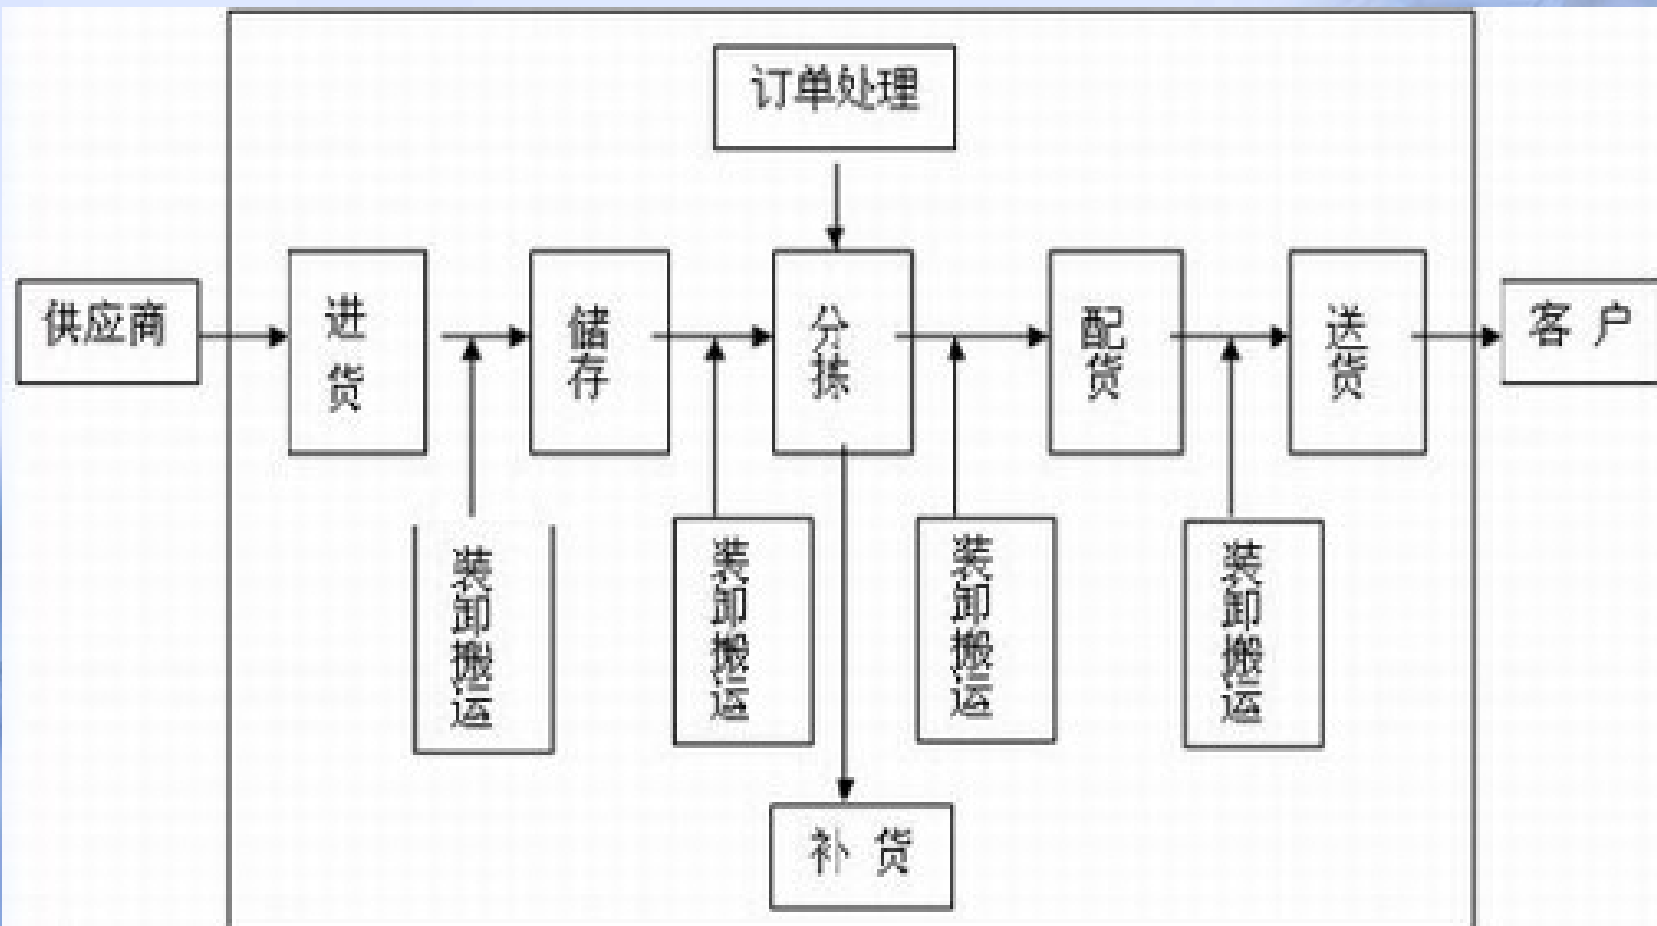 订单处理
供应商
进货
储存
分拣
配货
送货
客 户
装卸搬运
装卸搬运
装卸搬运
装卸搬运
补 货